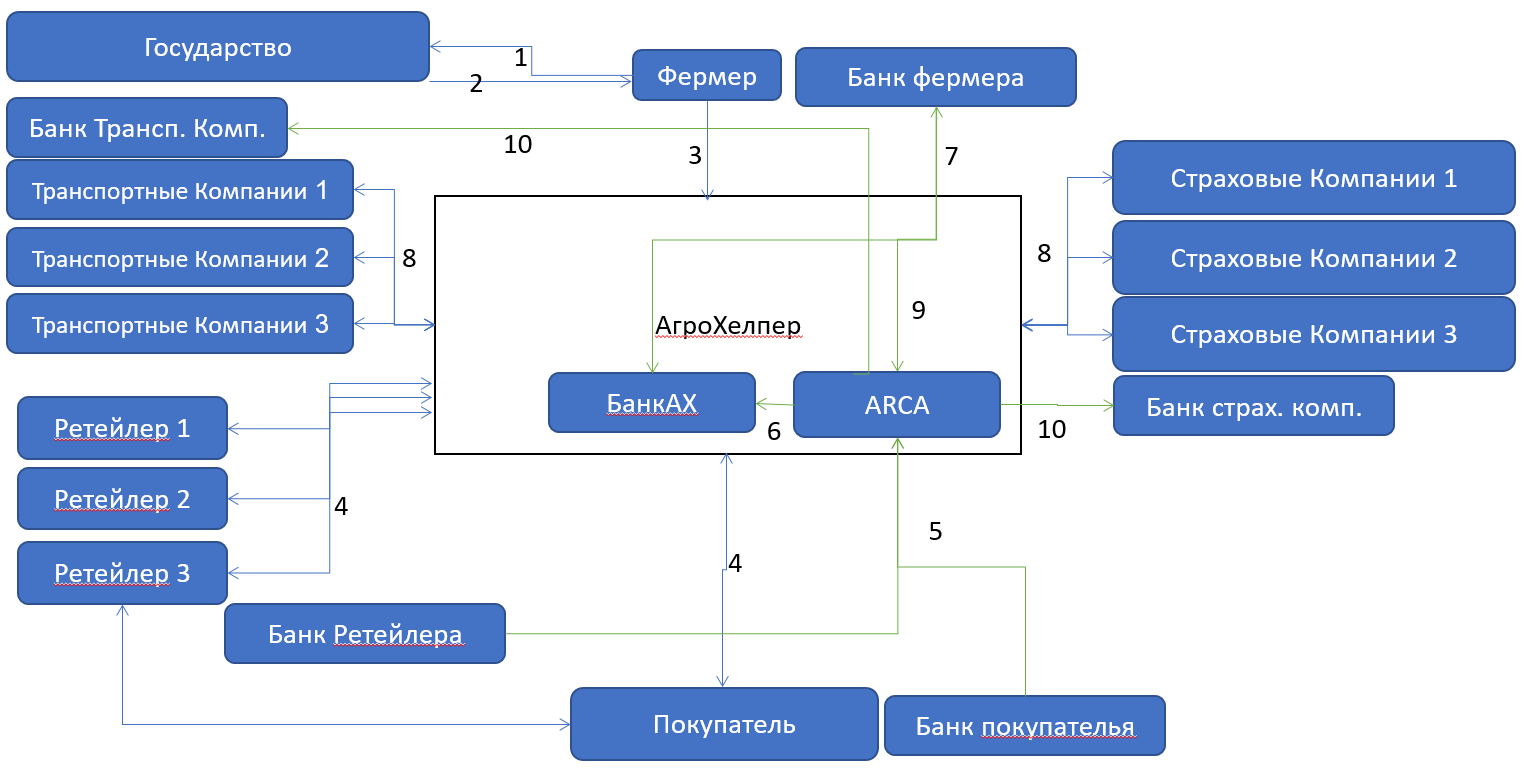 Государство
1
2
Фермер
Банк фермера
Банк Трансп. Комп.
10
3
7
Транспортные Компании 1
Транспортные Компании 2
Транспортные Компании 3
8
8
Страховые Компании 1
Страховые Компании 2
Страховые Компании 3
9
АгроХелпер
БанкАХ
6
ARCA
10
Банк страх. комп.
Ретейлер 1
Ретейлер 2
Ретейлер 3
4
5
4
Банк Ретейлера
Покупатель
Банк покупателья